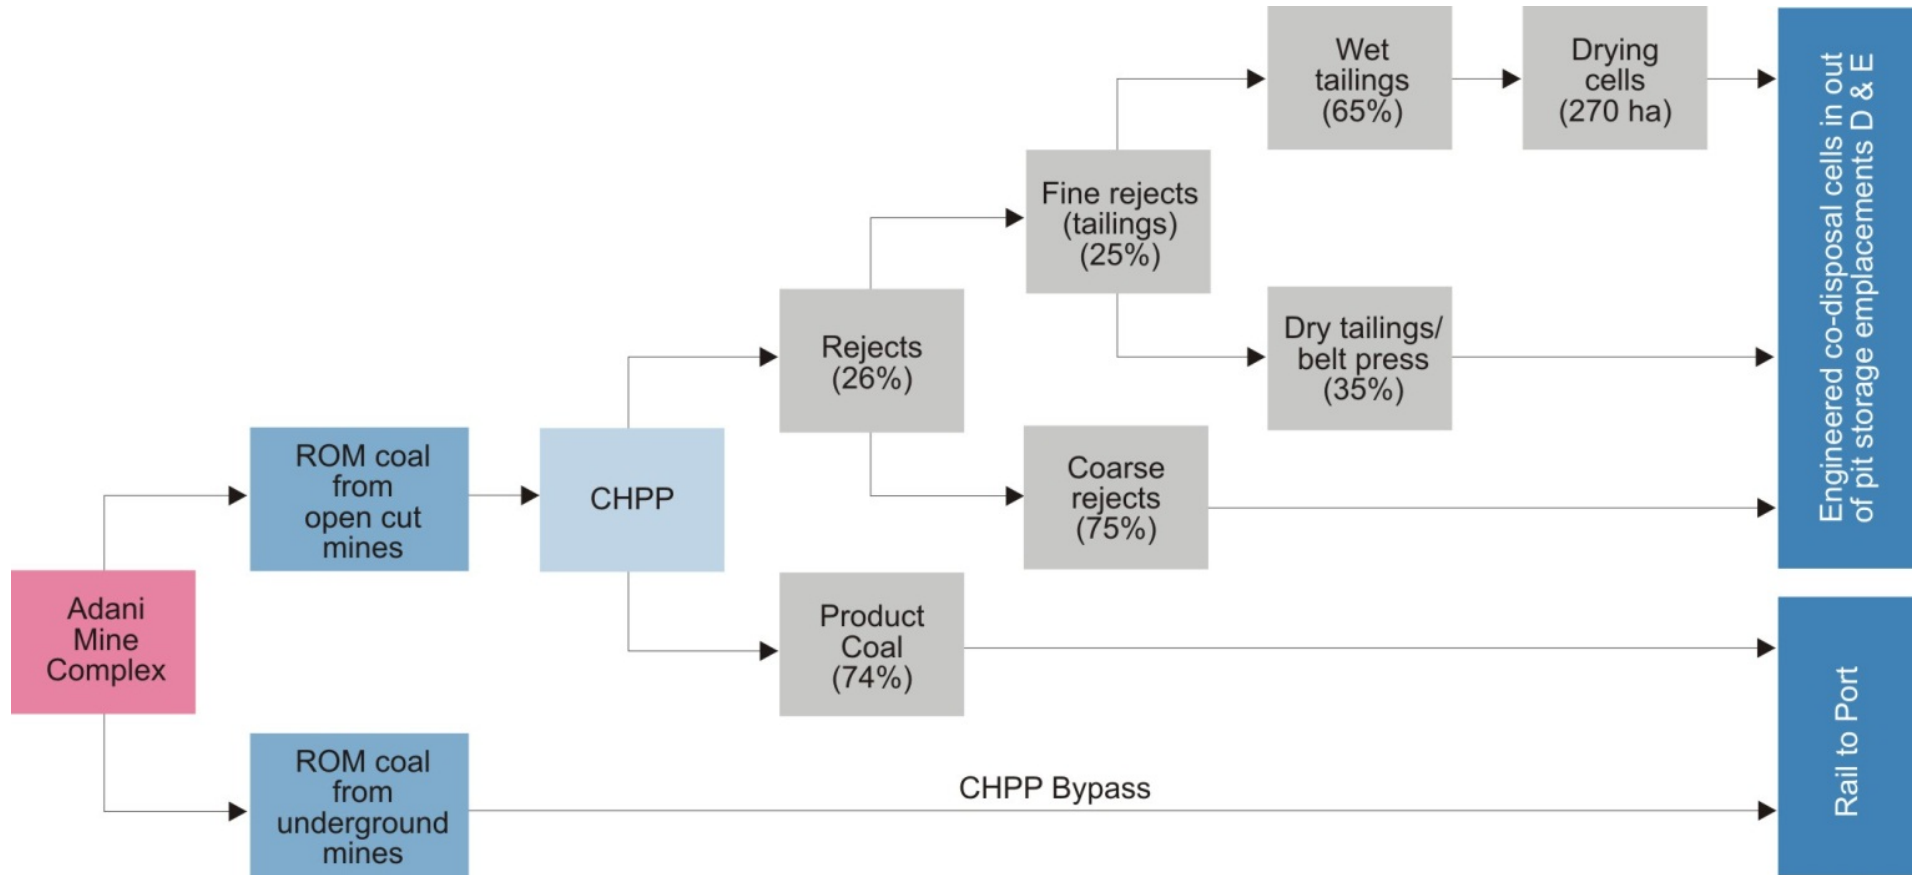 Adani
Mine
Complex
ROM coal
from
open cut
mines
ROM coal
from
underground
mines
CHPP
Rejects
(26%)
Product
Coal
(74%)
Fine rejects
(tailings)
(25%)
Coarse
rejects
(75%)
Wet
tailings
(65%)
Drying
cells
(270 ha)
Dry tailings/
belt press
(35%)
CHPP Bypass
Engineered co-disposal cells in out
of pit storage emplacements D & E
Rail to Port